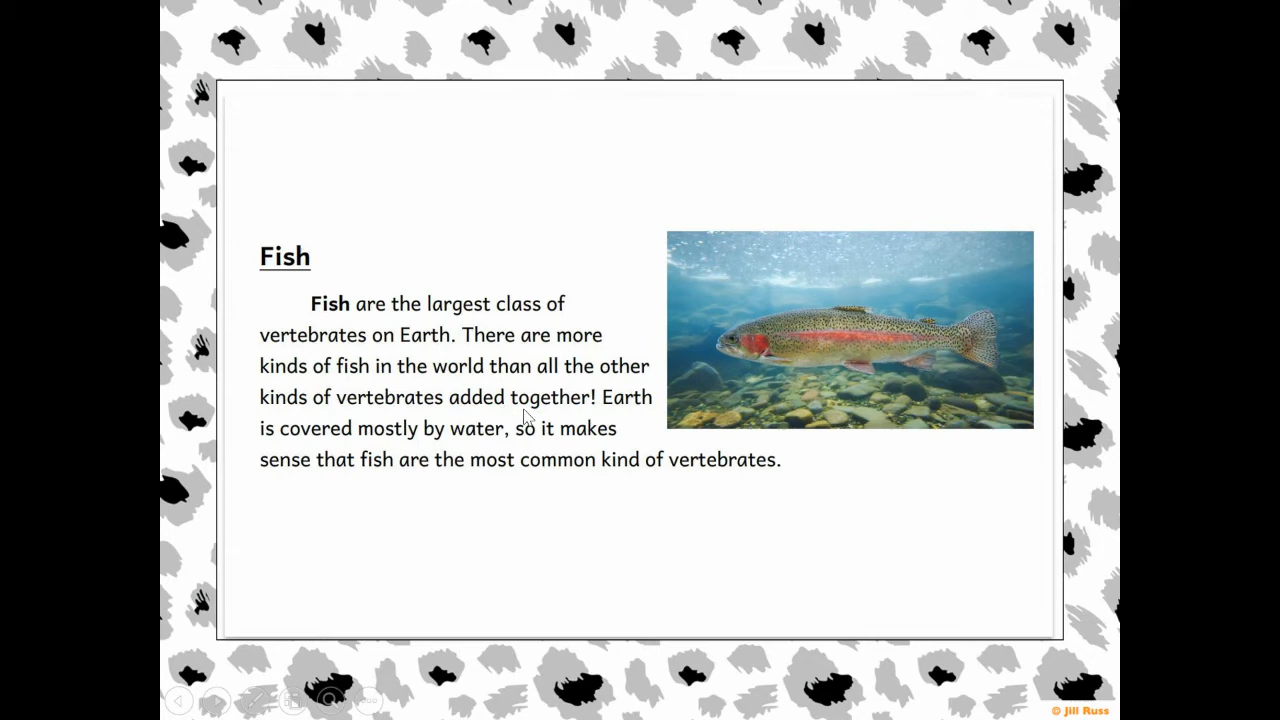 Fish
Fish are the largest class of
vertebrates on Earth. There are more
kinds of fish in the world than all the other
kinds of vertebrates added together! Earth
is covered mostly by water, so it makes
sense that fish are the most common kind of vertebrates.
© Jill Russ